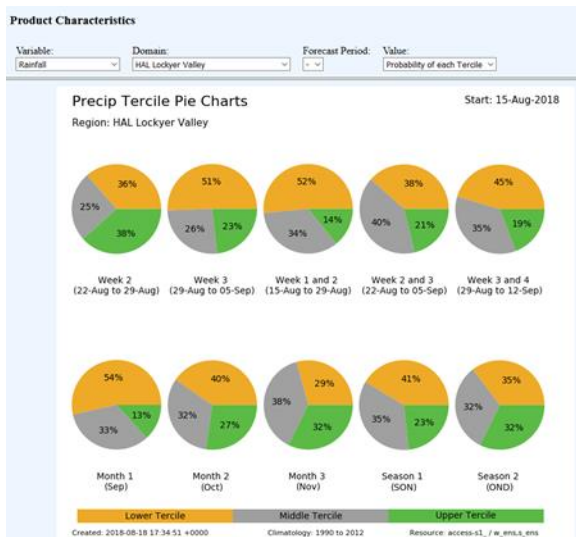 Product Characteristics
Variable: Domain: Forecast Period: Value:
Rainfall HAL Lockyer Valley - Probability of each Tercile
Precip Tercile Pie Charts Start: 15-Aug-2018
Region: HAL Lockyer Valley
36% 51% 52% 38% 45%
25% 38% 26% 23% 34% 14% 40% 21% 35% 19%
Week 2 Week 3 Week 1 and 2 Week 2 and 3 Week 3 and 4
(22-Aug to 29-Aug) (29-Aug to 05-Sep) (15-Aug to 29-Aug) (22-Aug to 05-Sep) (29-Aug to 12-Sep)
54% 40% 29% 41% 35%
33% 13% 32% 27% 38% 32% 35% 23% 32% 32%
Month 1 Month 2 Month 3 Season 1 Season 2
(Sep) (Oct) (Nov) (SON) (OND)
Lower Tercile Middle Tercile Upper Tercile
Created: 2018-08-18 17:34:51 +0000 Climatology: 1990 to 2012 Resource: access-s1_ / w_ens,s_ens